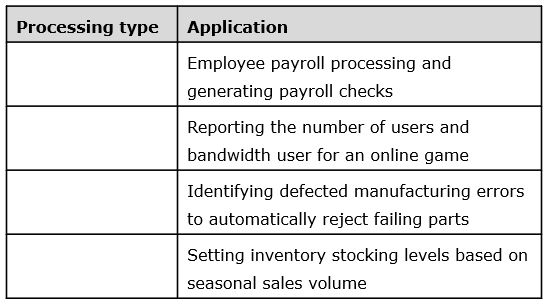 Processing type Application
Employee payroll processing and
generating payroll checks
Reporting the number of users and
bandwidth user for an online game
Identifying defected manufacturing errors
to automatically reject failing parts
Setting inventory stocking levels based on
seasonal sales volume